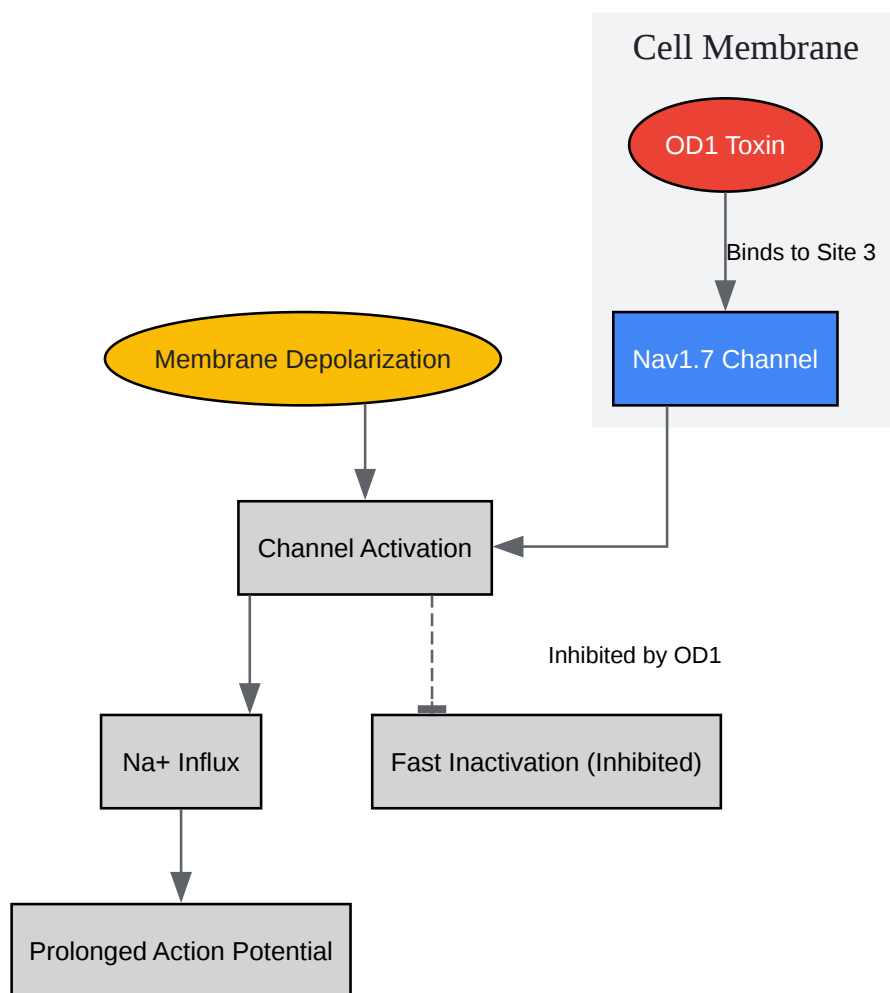 Cell Membrane
OD1 Toxin
Binds to Site 3
Membrane Depolarization
Nav1.7 Channel
Channel Activation
Inhibited by OD1
Na+ Influx
Fast Inactivation (Inhibited)
Prolonged Action Potential